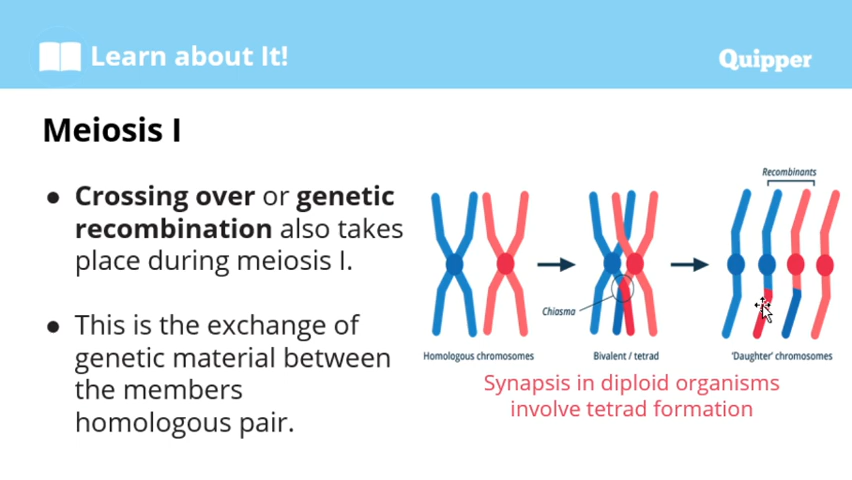 Learn about It!
Quipper
Meiosis I
● Crossing over or genetic
recombination also takes
place during meiosis I.
● This is the exchange of
genetic material between
the members
homologous pair.
Recombinants
Chiasma
Homologous chromosomes
Bivalent / tetrad
'Daughter' chromosomes
Synapsis in diploid organisms
involve tetrad formation